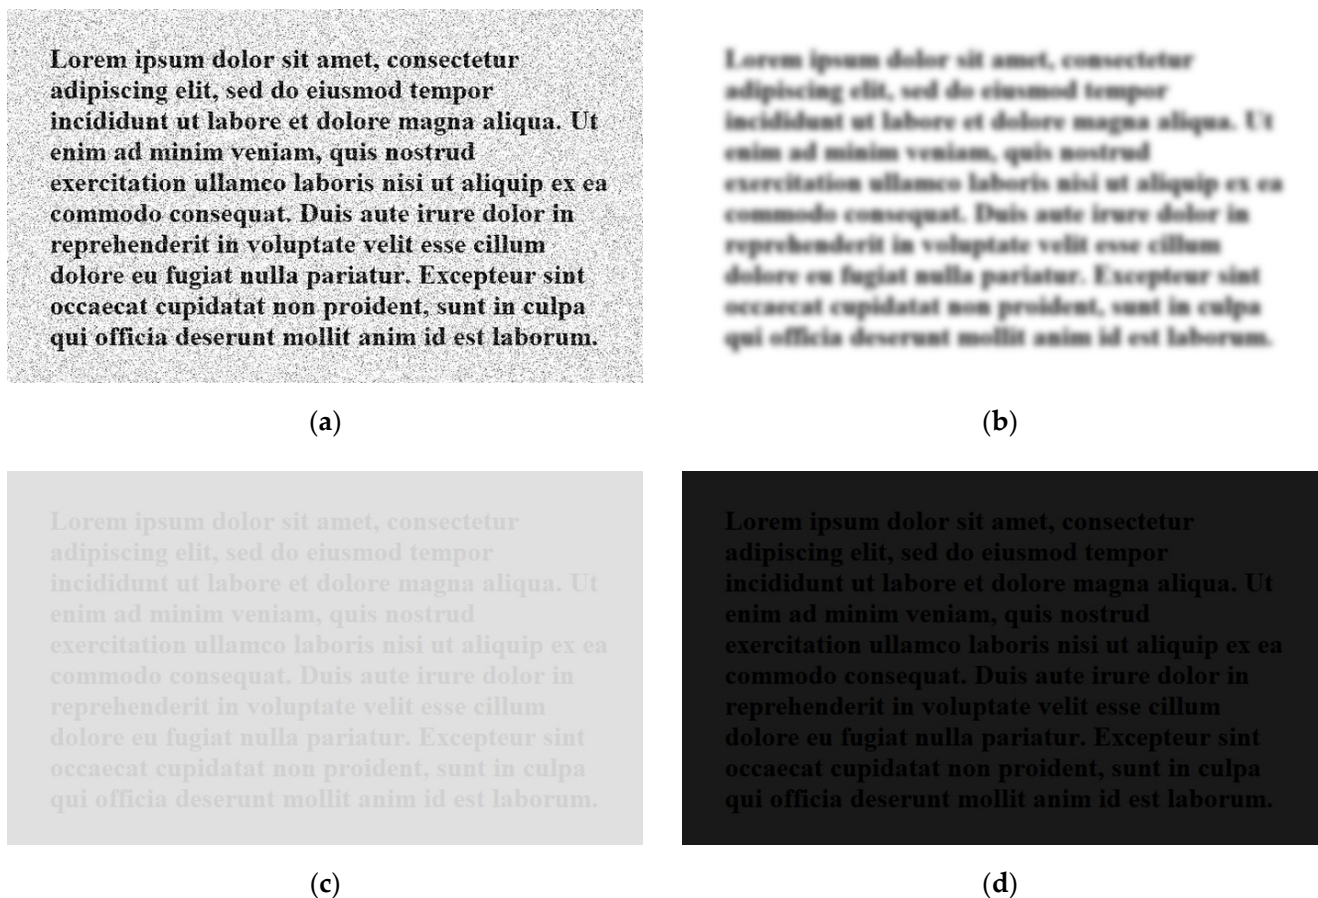 Lorem ipsum dolor sit amet, consectetur
adipiscing elit, sed do eiusmod tempor
incididunt ut labore et dolore magna aliqua. Ut
enim ad minim veniam, quis nostrud
exercitation ullamco laboris nisi ut aliquip ex ea
commodo consequat. Duis aute irure dolor in
reprehenderit in voluptate velit esse cillum
dolore eu fugiat nulla pariatur. Excepteur sint
occaecat cupidatat non proident, sunt in culpa
qui officia deserunt mollit anim id est laborum.
(a)
Lorem ipsum dolor sit amet, consectetur
adipiscing elit, sed do eiusmod tempor
incididunt ut labore et dolore magna aliqua. Ut
enim ad minim veniam, quis nostrud
exercitation ullamco laboris nisi ut aliquip ex ea
commodo consequat. Duis aute irure dolor in
reprehenderit in voluptate velit esse cillum
dolore eu fugiat nulla pariatur. Excepteur sint
occaecat cupidatat non proident, sunt in culpa
qui officia deserunt mollit anim id est laborum.
(b)
Lorem ipsum dolor sit amet, consectetur
adipiscing elit, sed do eiusmod tempor
incididunt ut labore et dolore magna aliqua. Ut
enim ad minim veniam, quis nostrud
exercitation ullamco laboris nisi ut aliquip ex ea
commodo consequat. Duis aute irure dolor in
reprehenderit in voluptate velit esse cillum
dolore eu fugiat nulla pariatur. Excepteur sint
occaecat cupidatat non proident, sunt in culpa
qui officia deserunt mollit anim id est laborum.
(c)
Lorem ipsum dolor sit amet, consectetur
adipiscing elit, sed do eiusmod tempor
incididunt ut labore et dolore magna aliqua. Ut
enim ad minim veniam, quis nostrud
exercitation ullamco laboris nisi ut aliquip ex ea
commodo consequat. Duis aute irure dolor in
reprehenderit in voluptate velit esse cillum
dolore eu fugiat nulla pariatur. Excepteur sint
occaecat cupidatat non proident, sunt in culpa
qui officia deserunt mollit anim id est laborum.
(d)